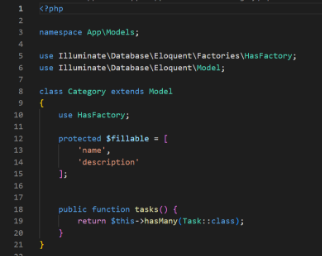 1 <?php
2
3 namespace App\Models;
4
5 use Illuminate\Database\Eloquent\Factories\HasFactory;
6 use Illuminate\Database\Eloquent\Model;
7
8 class Category extends Model
9 {
10     use HasFactory;
11
12     protected $fillable = [
13         'name',
14         'description'
15     ];
16
17
18     public function tasks() {
19         return $this->hasMany(Task::class);
20     }
21 }